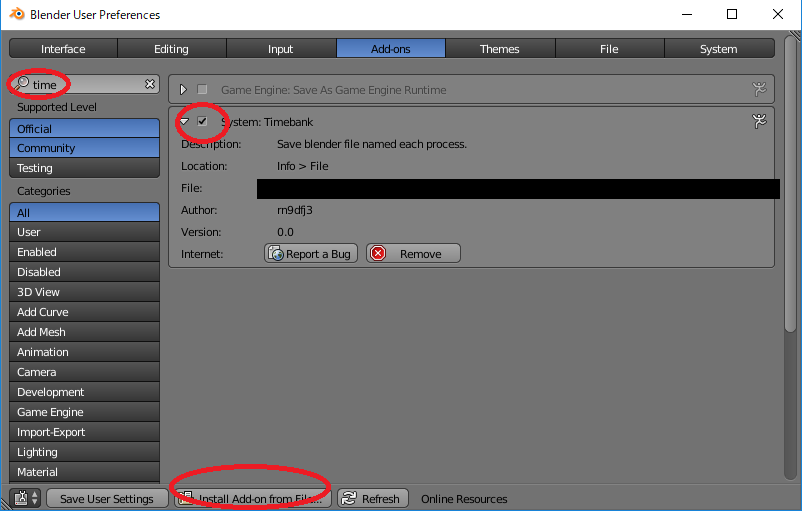 Blender User Preferences
Interface Editing Input Add-ons Themes File System
time
Supported Level
Official
Community
Testing
Categories
All
User
Enabled
Disabled
3D View
Add Curve
Add Mesh
Animation
Camera
Development
Game Engine
Import-Export
Lighting
Material
Game Engine: Save As Game Engine Runtime
System: Timebank
Description: Save blender file named each process.
Location: Info > File
File:
Author: rn9dfj3
Version: 0.0
Internet: Report a Bug Remove
Save User Settings Install Add-on from File... Refresh Online Resources